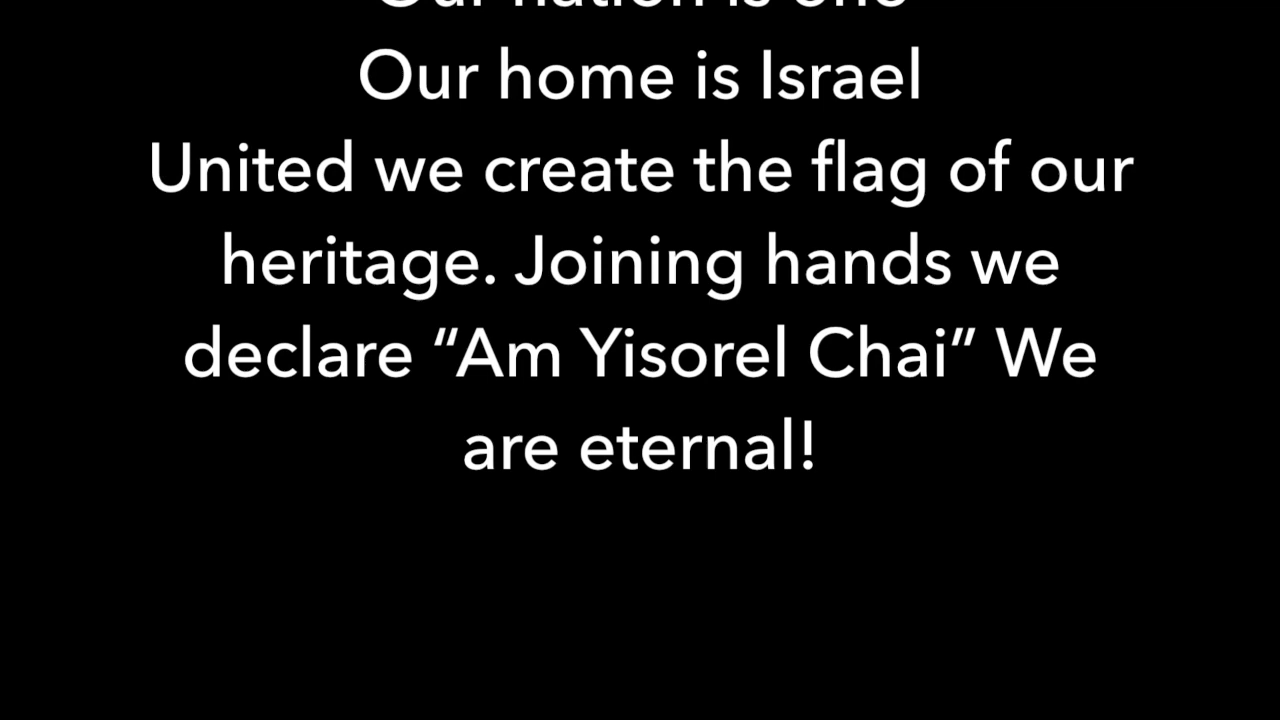 Our nation is one
Our home is Israel
United we create the flag of our
heritage. Joining hands we
declare “Am Yisorel Chai” We
are eternal!